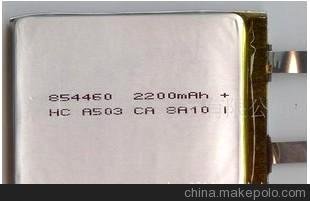 854460 2200mAh +
HC A503 CA 8A10 I
china.makepolo.com